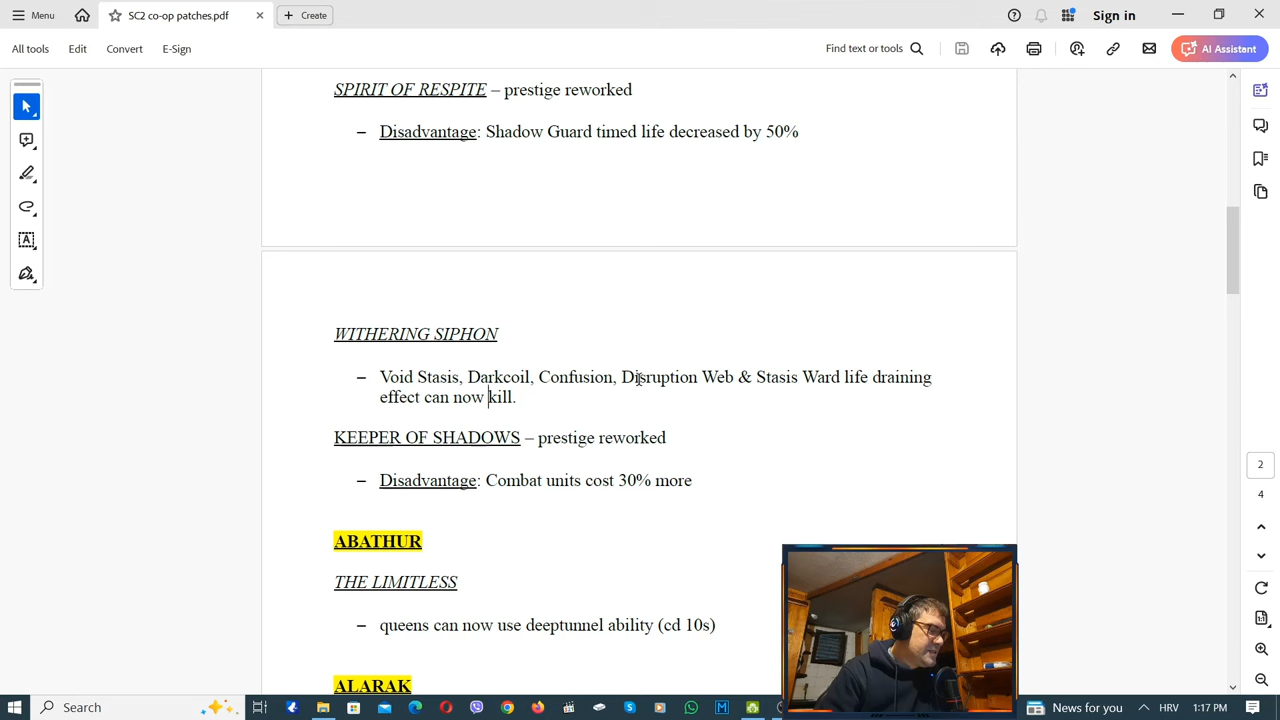 Menu
SC2 co-op patches.pdf
Create
Sign in
All tools
Edit
Convert
E-Sign
Find text or tools
AI Assistant
SPIRIT OF RESPITE – prestige reworked
– Disadvantage: Shadow Guard timed life decreased by 50%
WITHERING SIPHON
– Void Stasis, Darkcoil, Confusion, Disruption Web & Stasis Ward life draining
effect can now kill.
KEEPER OF SHADOWS – prestige reworked
– Disadvantage: Combat units cost 30% more
ABATHUR
THE LIMITLESS
– queens can now use deeptunnel ability (cd 10s)
ALARAK
2
4
Search
News for you
HRV
1:17 PM